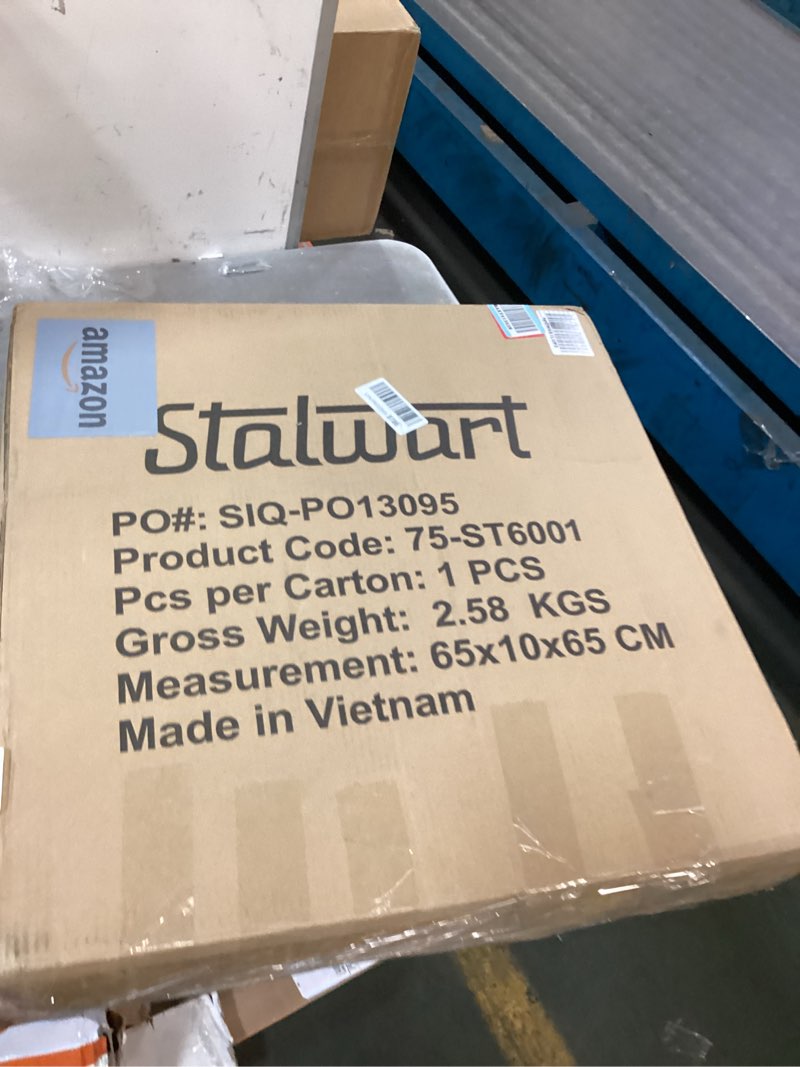 amazon
Stalwart
PO#: SIQ-PO13095
Product Code: 75-ST6001
Pcs per Carton: 1 PCS
Gross Weight: 2.58 KGS
Measurement: 65x10x65 CM
Made in Vietnam